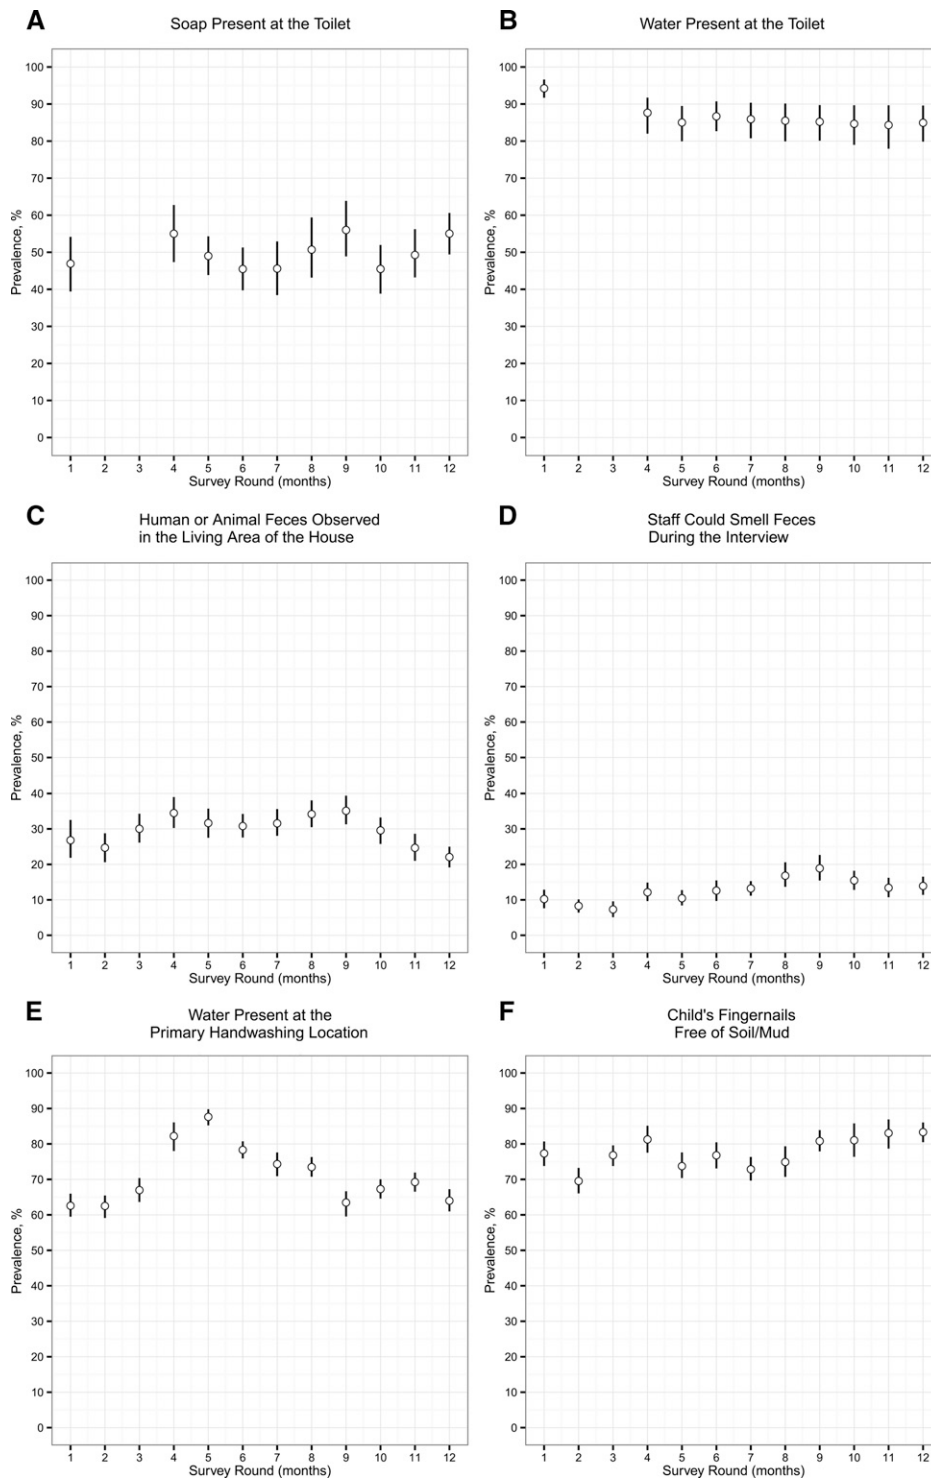 A
Soap Present at the Toilet
Prevalence, %
100
90
80
70
60
50
40
30
20
10
0
1 2 3 4 5 6 7 8 9 10 11 12
Survey Round (months)
B
Water Present at the Toilet
Prevalence, %
100
90
80
70
60
50
40
30
20
10
0
1 2 3 4 5 6 7 8 9 10 11 12
Survey Round (months)
C
Human or Animal Feces Observed
in the Living Area of the House
Prevalence, %
100
90
80
70
60
50
40
30
20
10
0
1 2 3 4 5 6 7 8 9 10 11 12
Survey Round (months)
D
Staff Could Smell Feces
During the Interview
Prevalence, %
100
90
80
70
60
50
40
30
20
10
0
1 2 3 4 5 6 7 8 9 10 11 12
Survey Round (months)
E
Water Present at the
Primary Handwashing Location
Prevalence, %
100
90
80
70
60
50
40
30
20
10
0
1 2 3 4 5 6 7 8 9 10 11 12
Survey Round (months)
F
Child's Fingernails
Free of Soil/Mud
Prevalence, %
100
90
80
70
60
50
40
30
20
10
0
1 2 3 4 5 6 7 8 9 10 11 12
Survey Round (months)